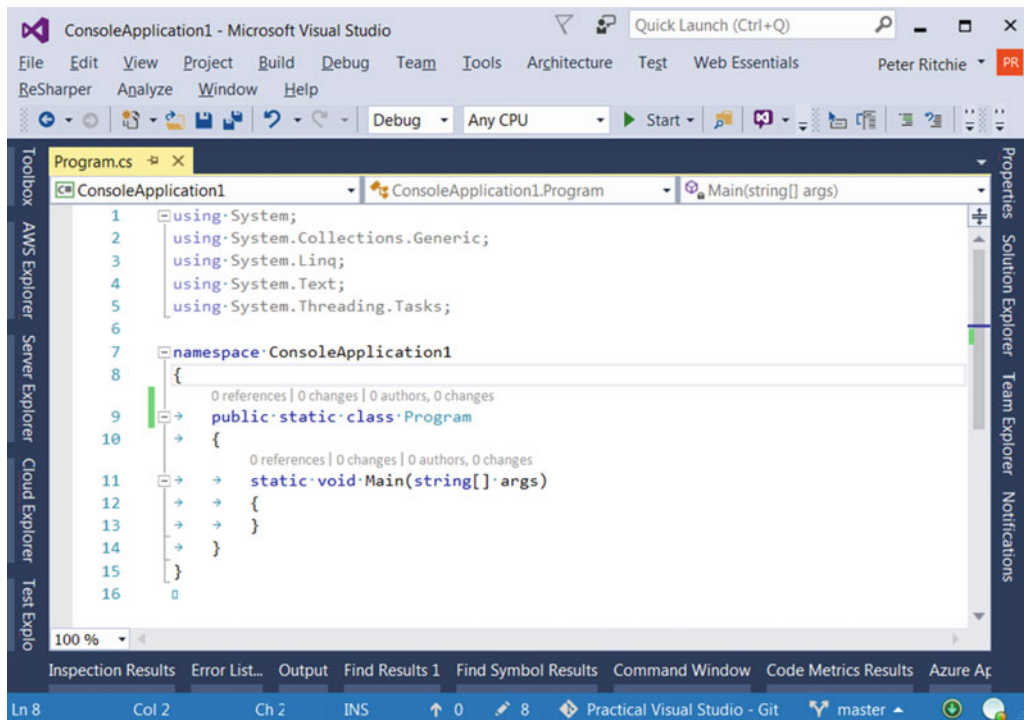 ConsoleApplication1 - Microsoft Visual Studio
Quick Launch (Ctrl+Q)
File Edit View Project Build Debug Team Tools Architecture Test Web Essentials Peter Ritchie PR
ReSharper Analyze Window Help
Debug Any CPU Start
Program.cs
C# ConsoleApplication1 ConsoleApplication1.Program Main(string[] args)
1 using·System;
2 using·System.Collections.Generic;
3 using·System.Linq;
4 using·System.Text;
5 using·System.Threading.Tasks;
6
7 namespace·ConsoleApplication1
8 {
0 references | 0 changes | 0 authors, 0 changes
9 → public·static·class·Program
10 → {
0 references | 0 changes | 0 authors, 0 changes
11 → → static·void·Main(string[]·args)
12 → → {
13 → → }
14 → }
15 }
16
100 %
Toolbox
AWS Explorer
Server Explorer
Cloud Explorer
Test Explo
Properties
Solution Explorer
Team Explorer
Notifications
Inspection Results Error List... Output Find Results 1 Find Symbol Results Command Window Code Metrics Results Azure Ap
Ln 8 Col 2 Ch 2 INS 0 8 Practical Visual Studio - Git master